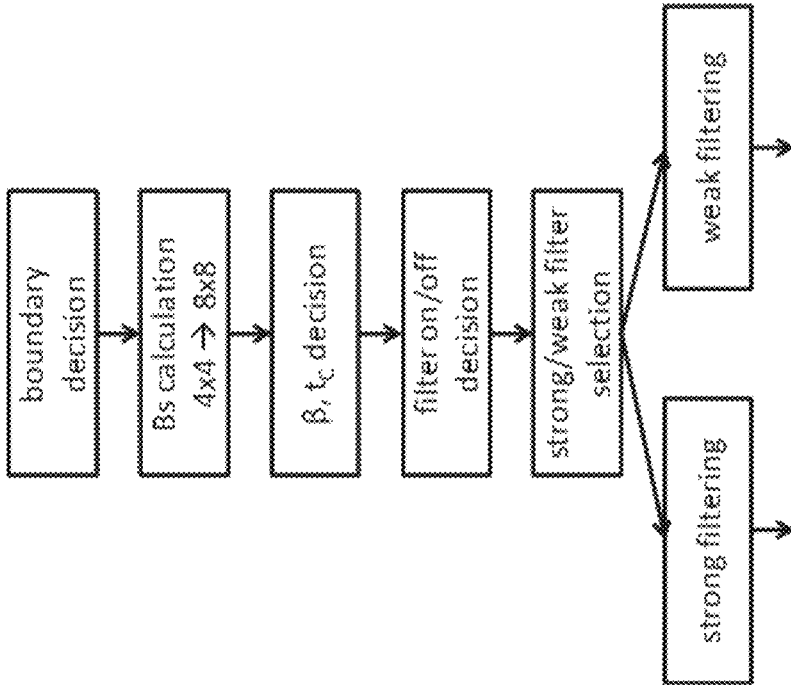 boundary
decision
Bs calculation
4x4 → 8x8
β, t_c decision
filter on/off
decision
strong/weak filter
selection
strong filtering
weak filtering